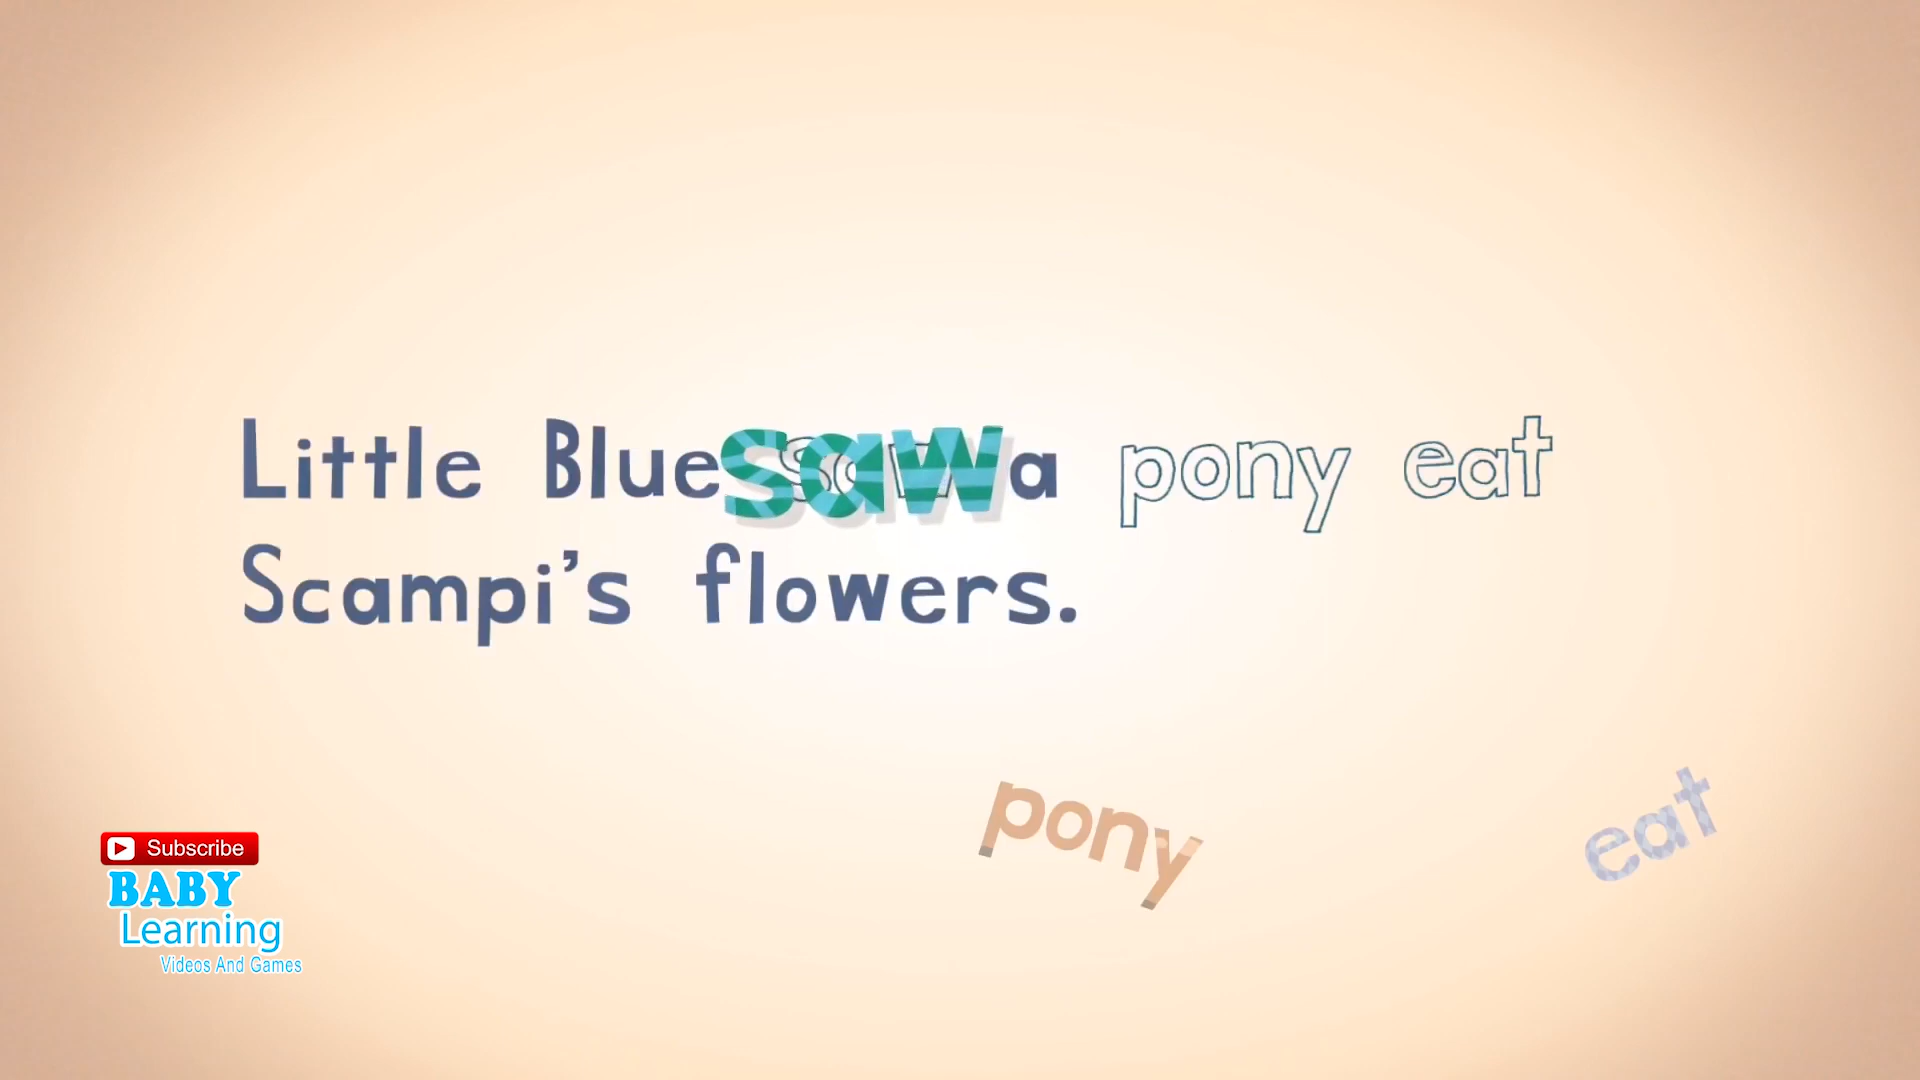 Little Blue saw a pony eat
Scampi's flowers.
pony
eat
Subscribe
BABY
Learning
Videos And Games